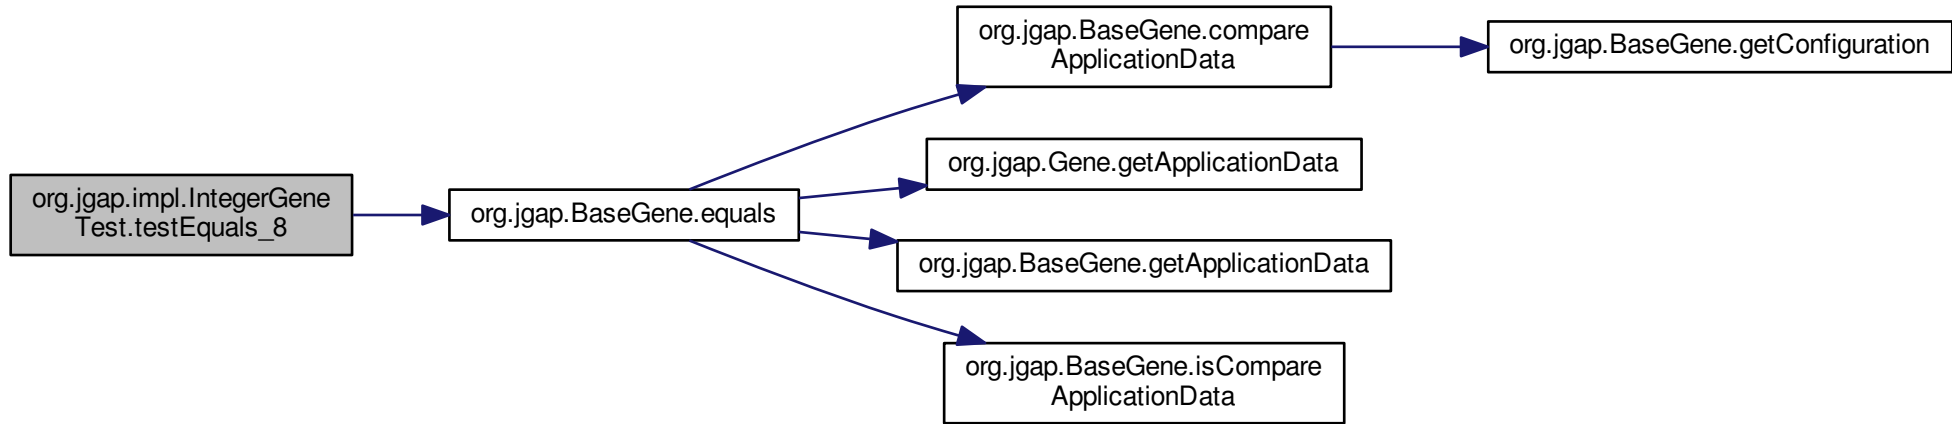 org.jgap.impl.IntegerGene
Test.testEquals_8
org.jgap.BaseGene.equals
org.jgap.BaseGene.compare
ApplicationData
org.jgap.BaseGene.getConfiguration
org.jgap.Gene.getApplicationData
org.jgap.BaseGene.getApplicationData
org.jgap.BaseGene.isCompare
ApplicationData